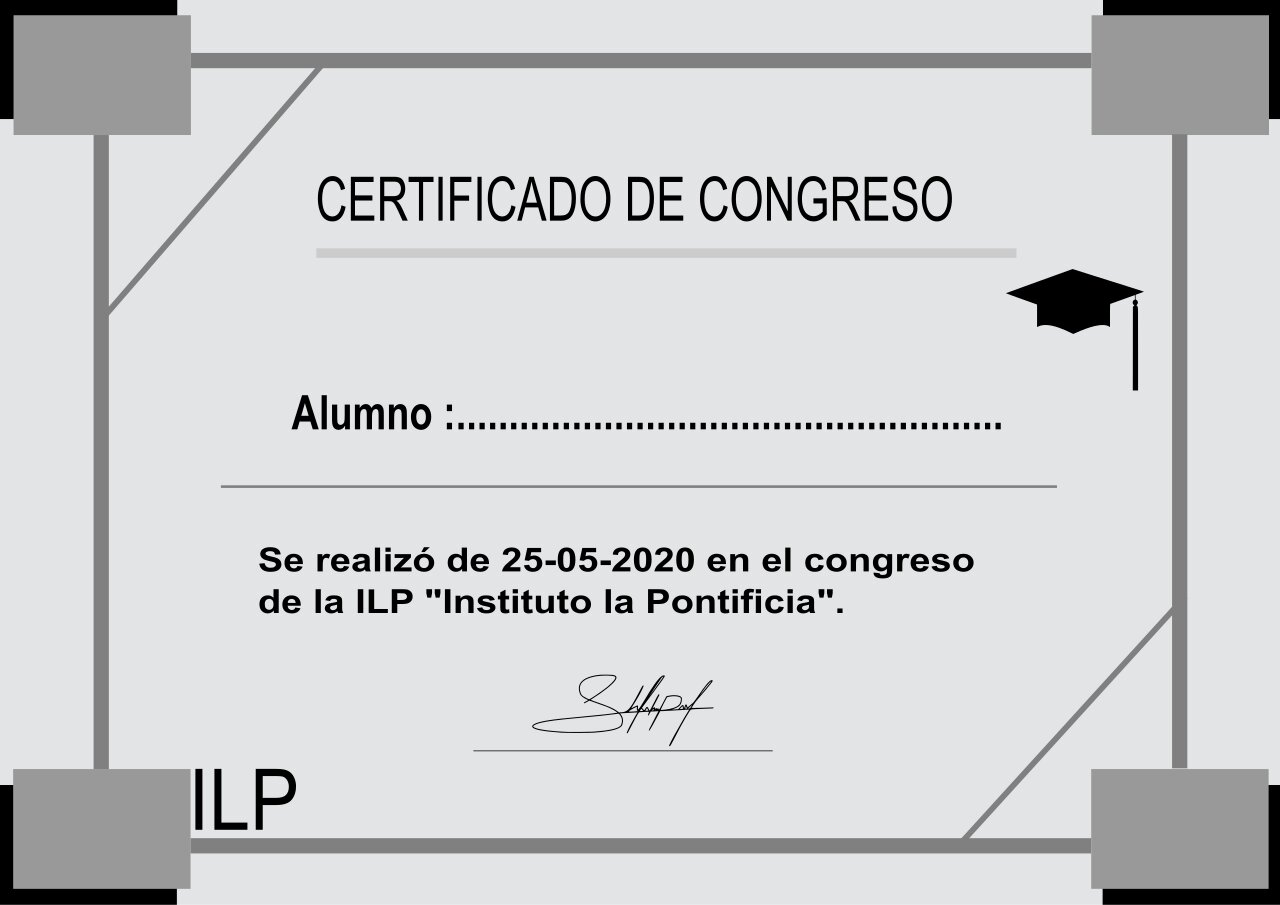 CERTIFICADO DE CONGRESO
Alumno :..................................................
Se realizó de 25-05-2020 en el congreso
de la ILP "Instituto la Pontificia".
ILP